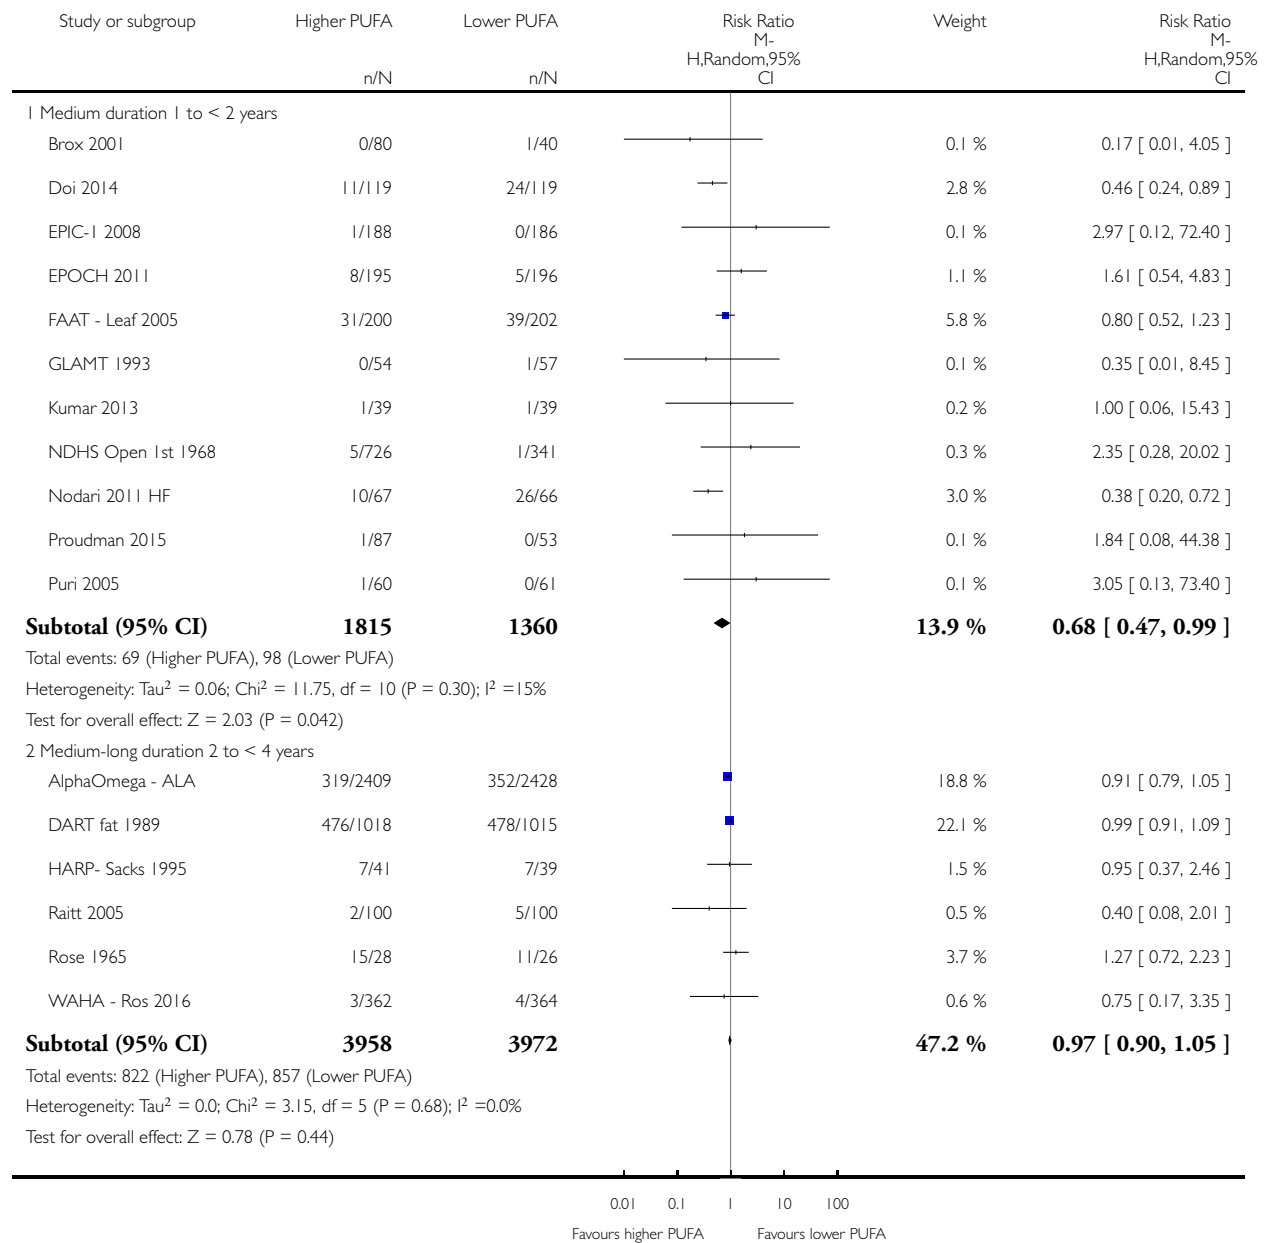 Study or subgroup Higher PUFA Lower PUFA Risk Ratio Weight Risk Ratio
M- M-
H,Random,95% H,Random,95%
n/N n/N CI CI
1 Medium duration 1 to < 2 years
Brox 2001 0/80 1/40 0.1 % 0.17 [ 0.01, 4.05 ]
Doi 2014 11/119 24/119 2.8 % 0.46 [ 0.24, 0.89 ]
EPIC-1 2008 1/188 0/186 0.1 % 2.97 [ 0.12, 72.40 ]
EPOCH 2011 8/195 5/196 1.1 % 1.61 [ 0.54, 4.83 ]
FAAT - Leaf 2005 31/200 39/202 5.8 % 0.80 [ 0.52, 1.23 ]
GLAMT 1993 0/54 1/57 0.1 % 0.35 [ 0.01, 8.45 ]
Kumar 2013 1/39 1/39 0.2 % 1.00 [ 0.06, 15.43 ]
NDHS Open 1st 1968 5/726 1/341 0.3 % 2.35 [ 0.28, 20.02 ]
Nodari 2011 HF 10/67 26/66 3.0 % 0.38 [ 0.20, 0.72 ]
Proudman 2015 1/87 0/53 0.1 % 1.84 [ 0.08, 44.38 ]
Puri 2005 1/60 0/61 0.1 % 3.05 [ 0.13, 73.40 ]
Subtotal (95% CI) 1815 1360 13.9 % 0.68 [ 0.47, 0.99 ]
Total events: 69 (Higher PUFA), 98 (Lower PUFA)
Heterogeneity: Tau² = 0.06; Chi² = 11.75, df = 10 (P = 0.30); I² =15%
Test for overall effect: Z = 2.03 (P = 0.042)
2 Medium-long duration 2 to < 4 years
AlphaOmega - ALA 319/2409 352/2428 18.8 % 0.91 [ 0.79, 1.05 ]
DART fat 1989 476/1018 478/1015 22.1 % 0.99 [ 0.91, 1.09 ]
HARP- Sacks 1995 7/41 7/39 1.5 % 0.95 [ 0.37, 2.46 ]
Raitt 2005 2/100 5/100 0.5 % 0.40 [ 0.08, 2.01 ]
Rose 1965 15/28 11/26 3.7 % 1.27 [ 0.72, 2.23 ]
WAHA - Ros 2016 3/362 4/364 0.6 % 0.75 [ 0.17, 3.35 ]
Subtotal (95% CI) 3958 3972 47.2 % 0.97 [ 0.90, 1.05 ]
Total events: 822 (Higher PUFA), 857 (Lower PUFA)
Heterogeneity: Tau² = 0.0; Chi² = 3.15, df = 5 (P = 0.68); I² =0.0%
Test for overall effect: Z = 0.78 (P = 0.44)
0.01 0.1 1 10 100
Favours higher PUFA Favours lower PUFA